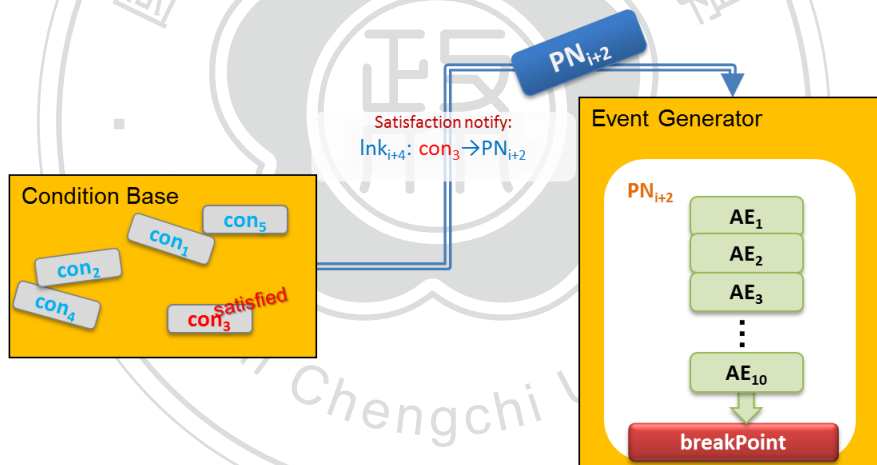 PNi+2
Satisfaction notify:
lnki+4: con3→PNi+2
Event Generator
PNi+2
AE1
AE2
AE3
⋮
AE10
breakPoint
Condition Base
con5
con1
con2
con4
con3
satisfied
政
Chengchi U